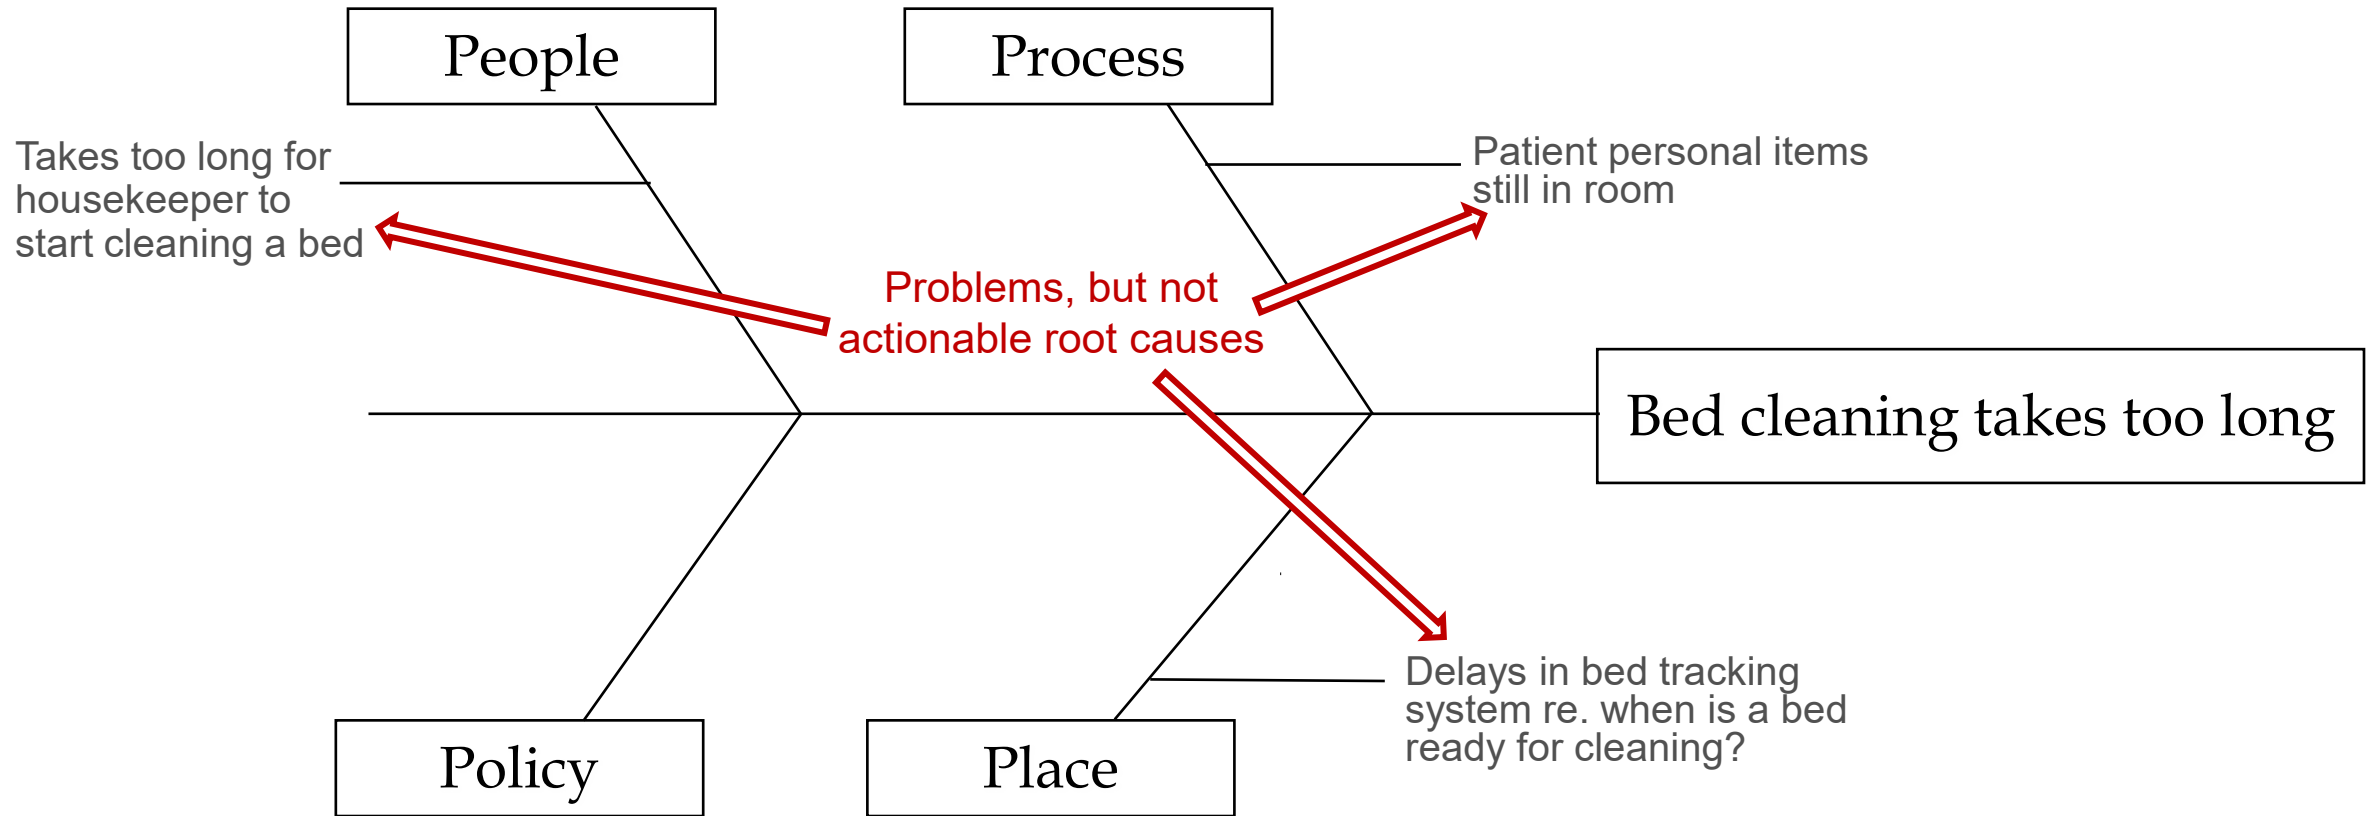 People
Process
Takes too long for
housekeeper to
start cleaning a bed
Patient personal items
still in room
Problems, but not
actionable root causes
Bed cleaning takes too long
Delays in bed tracking
system re. when is a bed
ready for cleaning?
Policy
Place